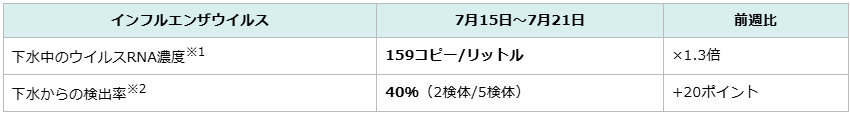 インフルエンザウイルス 7月15日～7月21日 前週比
下水中のウイルスRNA濃度※1 159コピー/リットル ×1.3倍
下水からの検出率※2 40%（2検体/5検体） +20ポイント